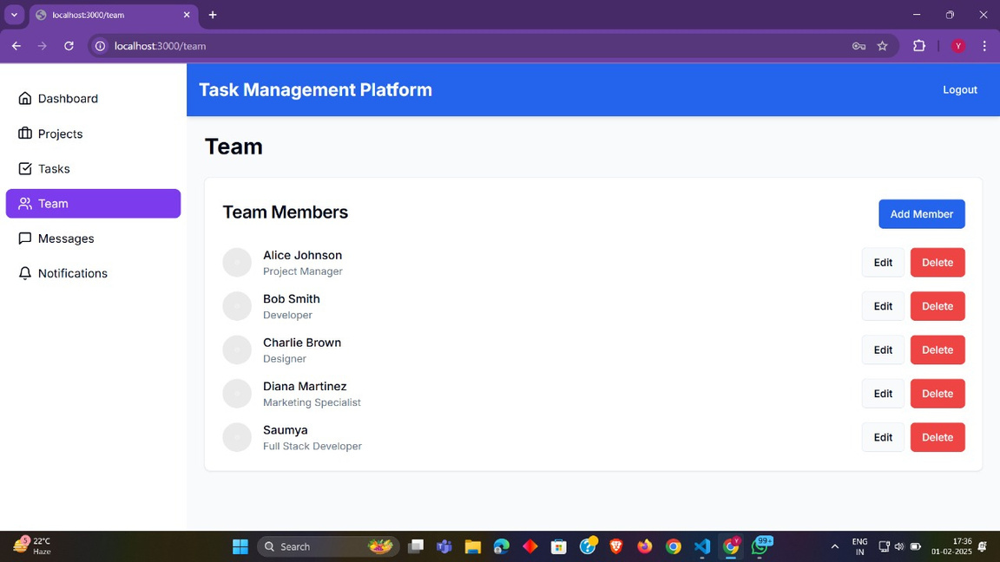 localhost:3000/team
localhost:3000/team
Y
Dashboard
Projects
Tasks
Team
Messages
Notifications
Task Management Platform
Logout
Team
Team Members
Add Member
Alice Johnson
Project Manager
Edit
Delete
Bob Smith
Developer
Edit
Delete
Charlie Brown
Designer
Edit
Delete
Diana Martinez
Marketing Specialist
Edit
Delete
Saumya
Full Stack Developer
Edit
Delete
5
22°C
Haze
Search
Y
99+
ENG
IN
17:36
01-02-2025